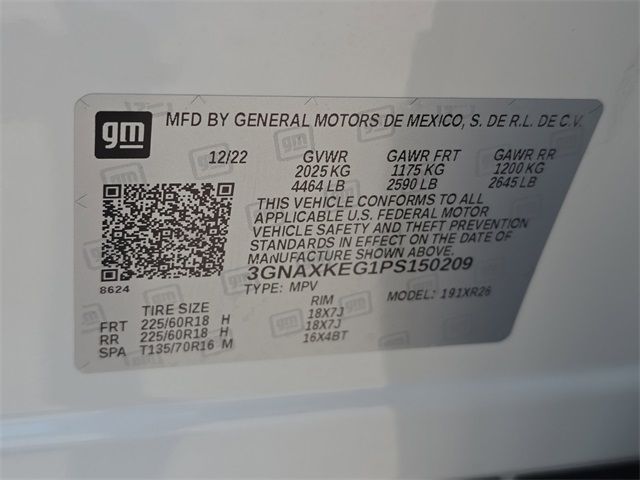 gm MFD BY GENERAL MOTORS DE MEXICO, S. DE R.L. DE C.V.
12/22 GVWR GAWR FRT GAWR RR
2025 KG 1175 KG 1200 KG
4464 LB 2590 LB 2645 LB
THIS VEHICLE CONFORMS TO ALL
APPLICABLE U.S. FEDERAL MOTOR
VEHICLE SAFETY AND THEFT PREVENTION
STANDARDS IN EFFECT ON THE DATE OF
MANUFACTURE SHOWN ABOVE.
3GNAXKEG1PS150209
8624
TYPE: MPV MODEL: 191XR26
TIRE SIZE RIM
FRT 225/60R18 H 18X7J
RR 225/60R18 H 18X7J
SPA T135/70R16 M 16X4BT